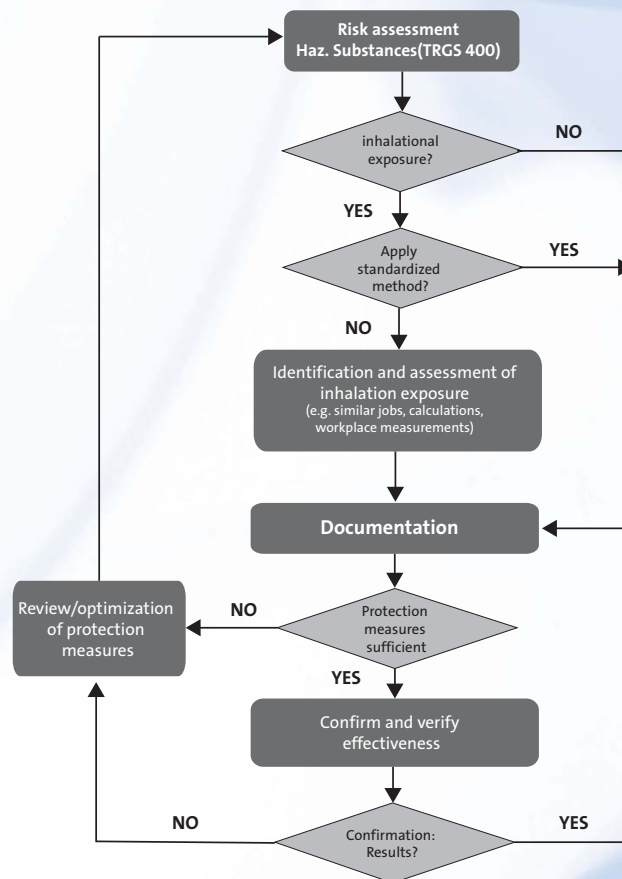 Risk assessment
Haz. Substances(TRGS 400)
inhalational
exposure?
NO
YES
Apply
standardized
method?
YES
NO
Identification and assessment of
inhalation exposure
(e.g. similar jobs, calculations,
workplace measurements)
Documentation
Review/optimization
of protection
measures
NO
Protection
measures
sufficient
YES
Confirm and verify
effectiveness
NO
Confirmation:
Results?
YES